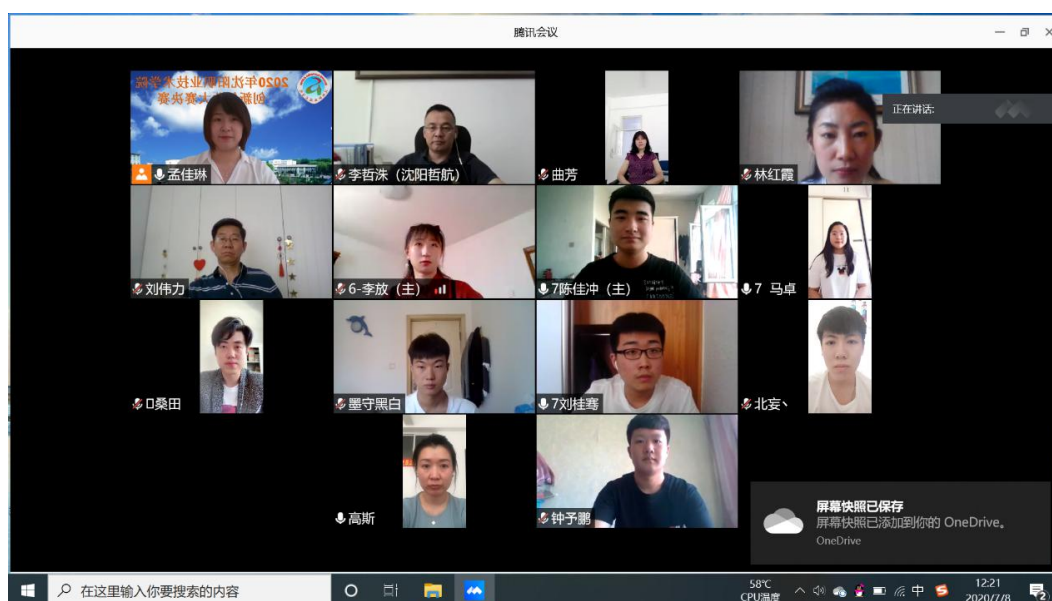 腾讯会议
2020年沈阳职业技术学院
创新
大赛决赛
正在讲话:
孟佳琳
李哲洙（沈阳哲航）
曲芳
林红霞
刘伟力
6-李放（主）
7陈佳冲（主）
7 马卓
口桑田
墨守黑白
7刘桂骞
北妄丶
高斯
钟予鹏
屏幕快照已保存
屏幕快照已添加到你的 OneDrive。
OneDrive
在这里输入你要搜索的内容
58℃
CPU温度
中
12:21
2020/7/8
2